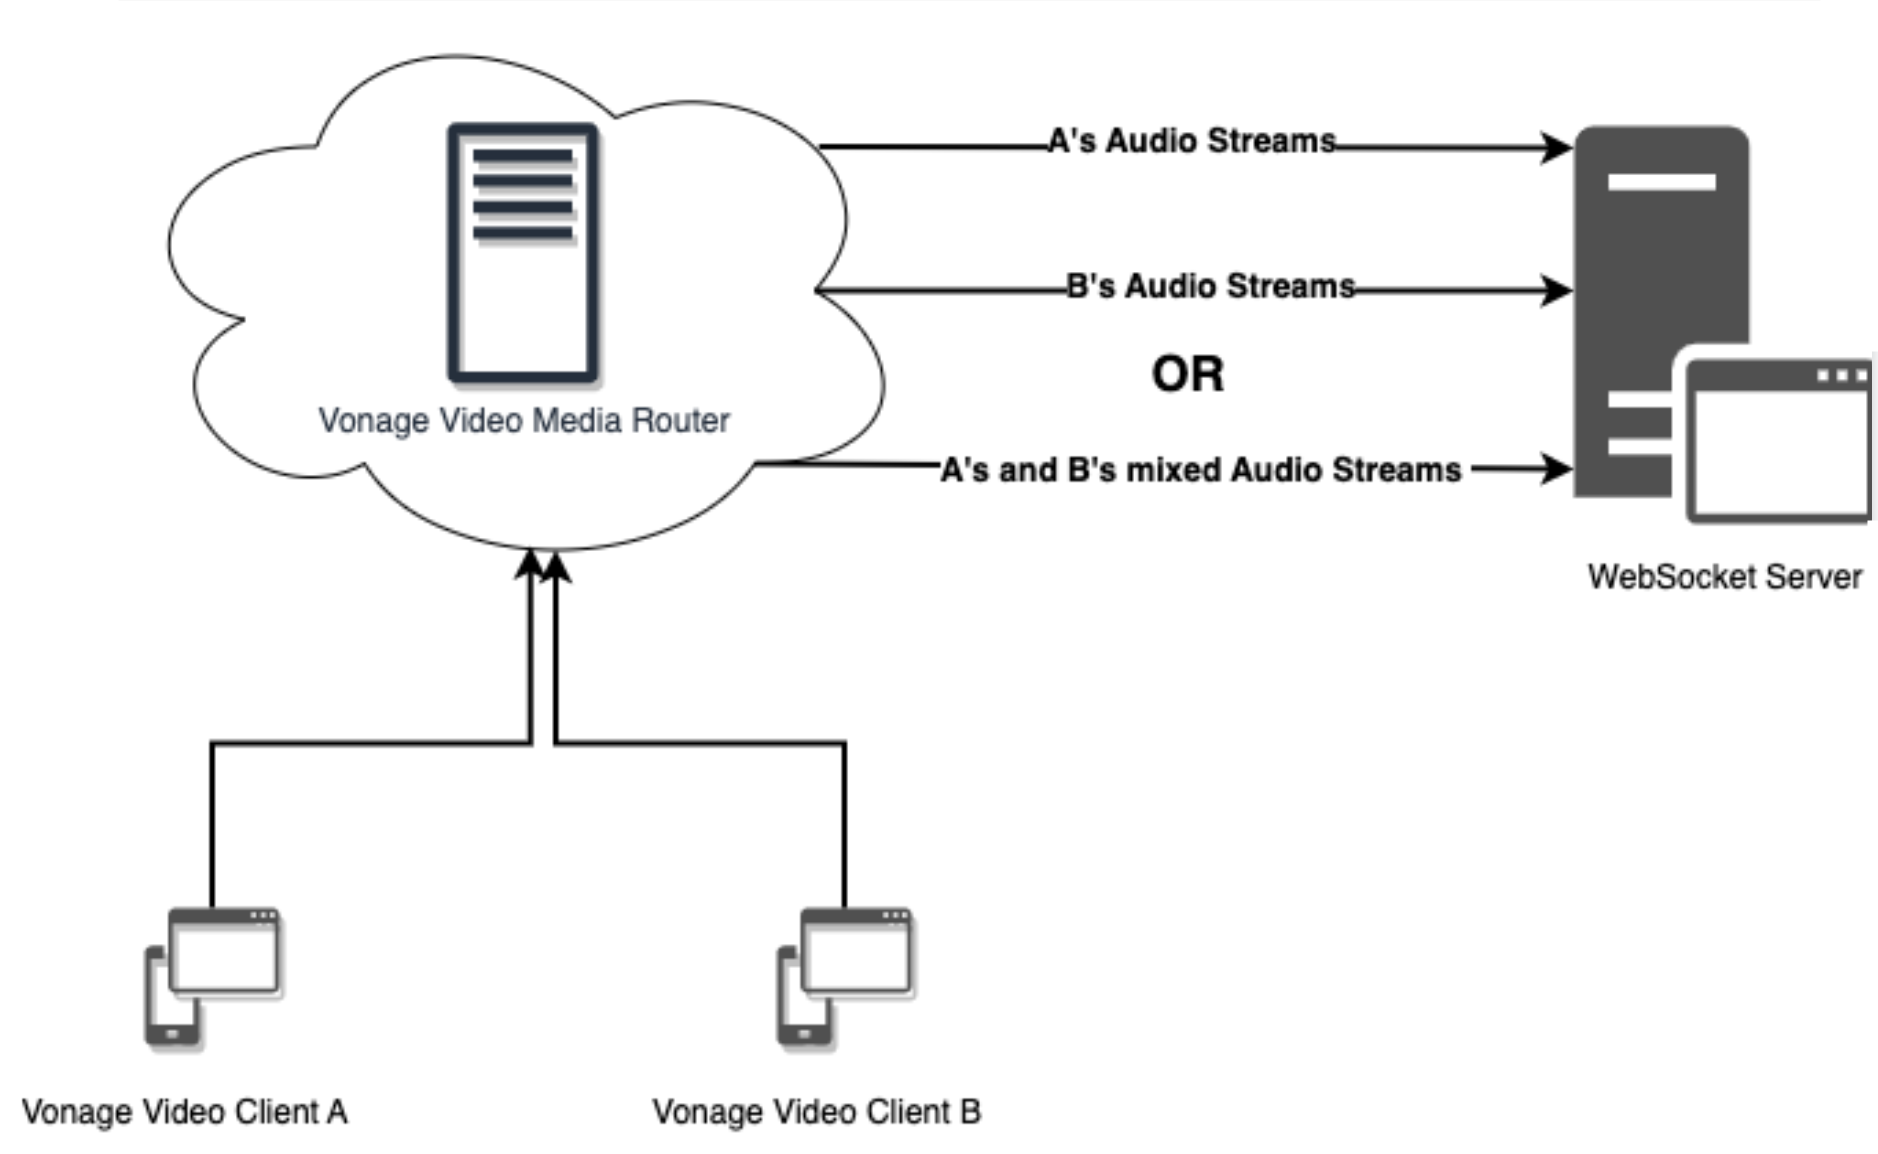 A's Audio Streams
B's Audio Streams
OR
Vonage Video Media Router
A's and B's mixed Audio Streams
WebSocket Server
Vonage Video Client A
Vonage Video Client B